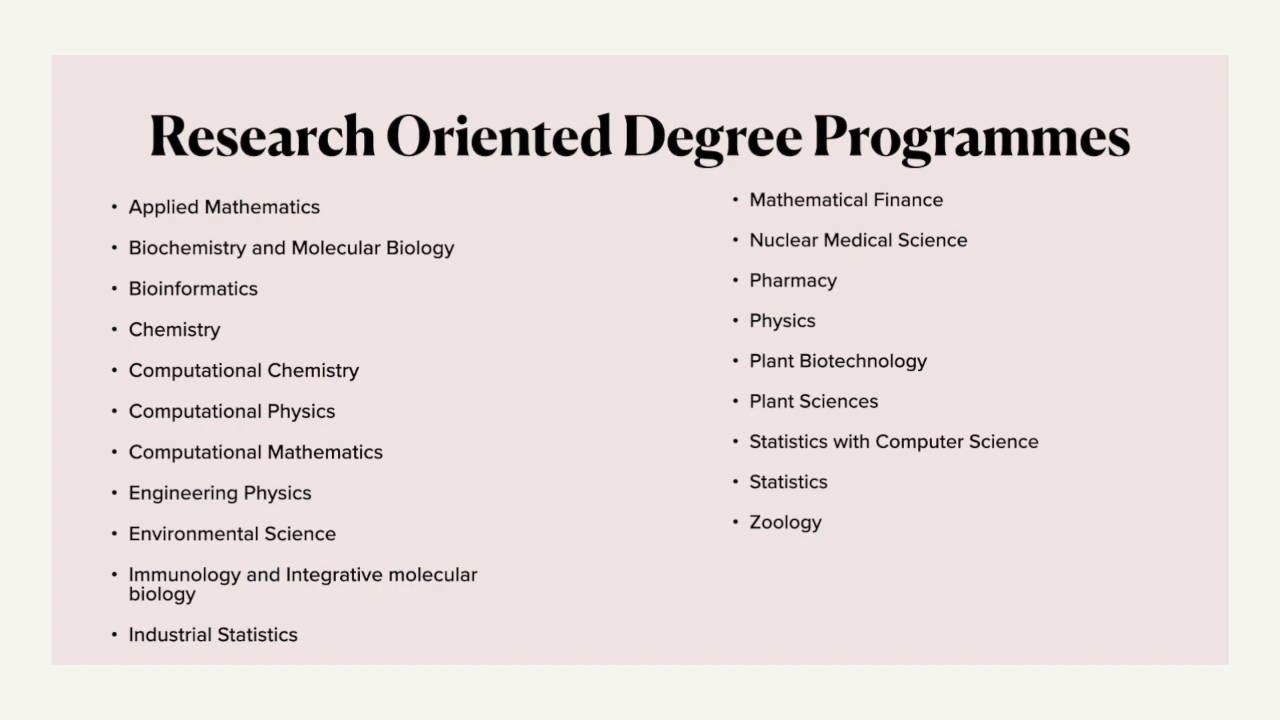 Research Oriented Degree Programmes
• Applied Mathematics
• Biochemistry and Molecular Biology
• Bioinformatics
• Chemistry
• Computational Chemistry
• Computational Physics
• Computational Mathematics
• Engineering Physics
• Environmental Science
• Immunology and Integrative molecular
biology
• Industrial Statistics
• Mathematical Finance
• Nuclear Medical Science
• Pharmacy
• Physics
• Plant Biotechnology
• Plant Sciences
• Statistics with Computer Science
• Statistics
• Zoology